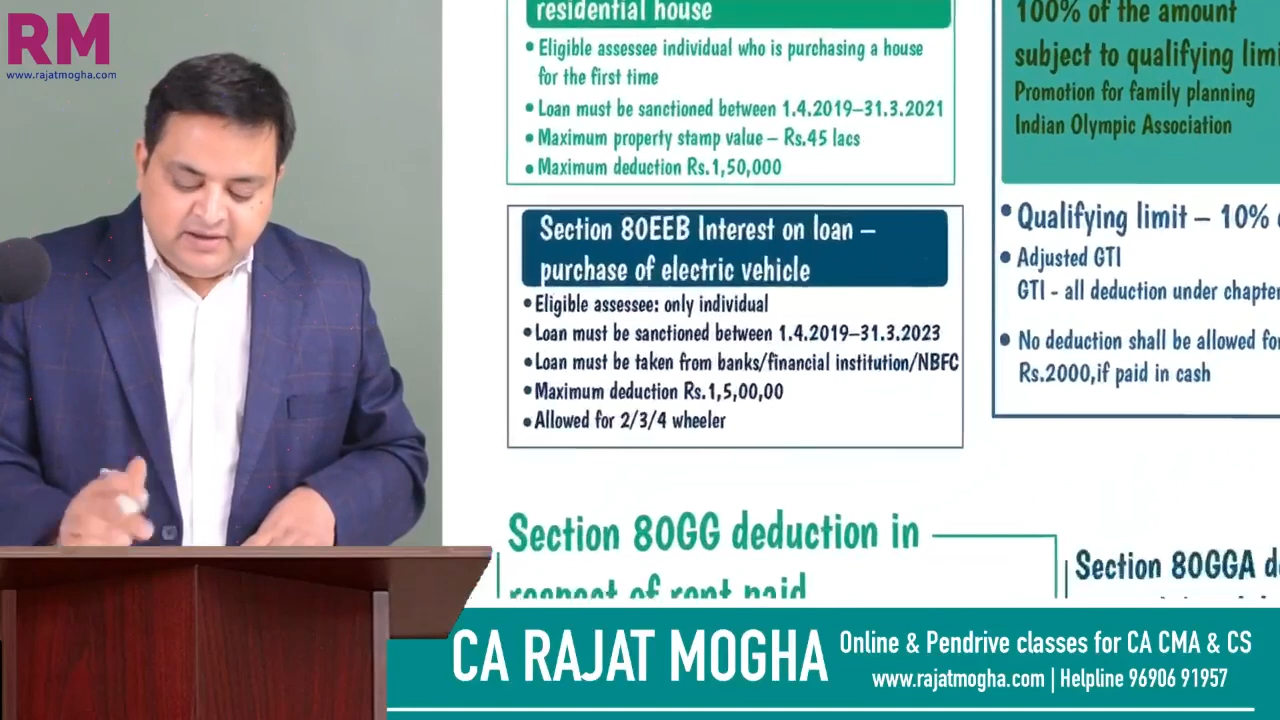 RM
www.rajatmogha.com
residential house
• Eligible assessee individual who is purchasing a house
for the first time
• Loan must be sanctioned between 1.4.2019–31.3.2021
• Maximum property stamp value – Rs.45 lacs
• Maximum deduction Rs.1,50,000
Section 80EEB Interest on loan –
purchase of electric vehicle
• Eligible assessee: only individual
• Loan must be sanctioned between 1.4.2019–31.3.2023
• Loan must be taken from banks/financial institution/NBFC
• Maximum deduction Rs.1,5,00,00
• Allowed for 2/3/4 wheeler
100% of the amount
subject to qualifying limi
Promotion for family planning
Indian Olympic Association
• Qualifying limit – 10%
• Adjusted GTI
GTI - all deduction under chapter
• No deduction shall be allowed fo
Rs.2000,if paid in cash
Section 80GG deduction in
respect of rent paid
Section 80GGA d
CA RAJAT MOGHA
Online & Pendrive classes for CA CMA & CS
www.rajatmogha.com | Helpline 96906 91957